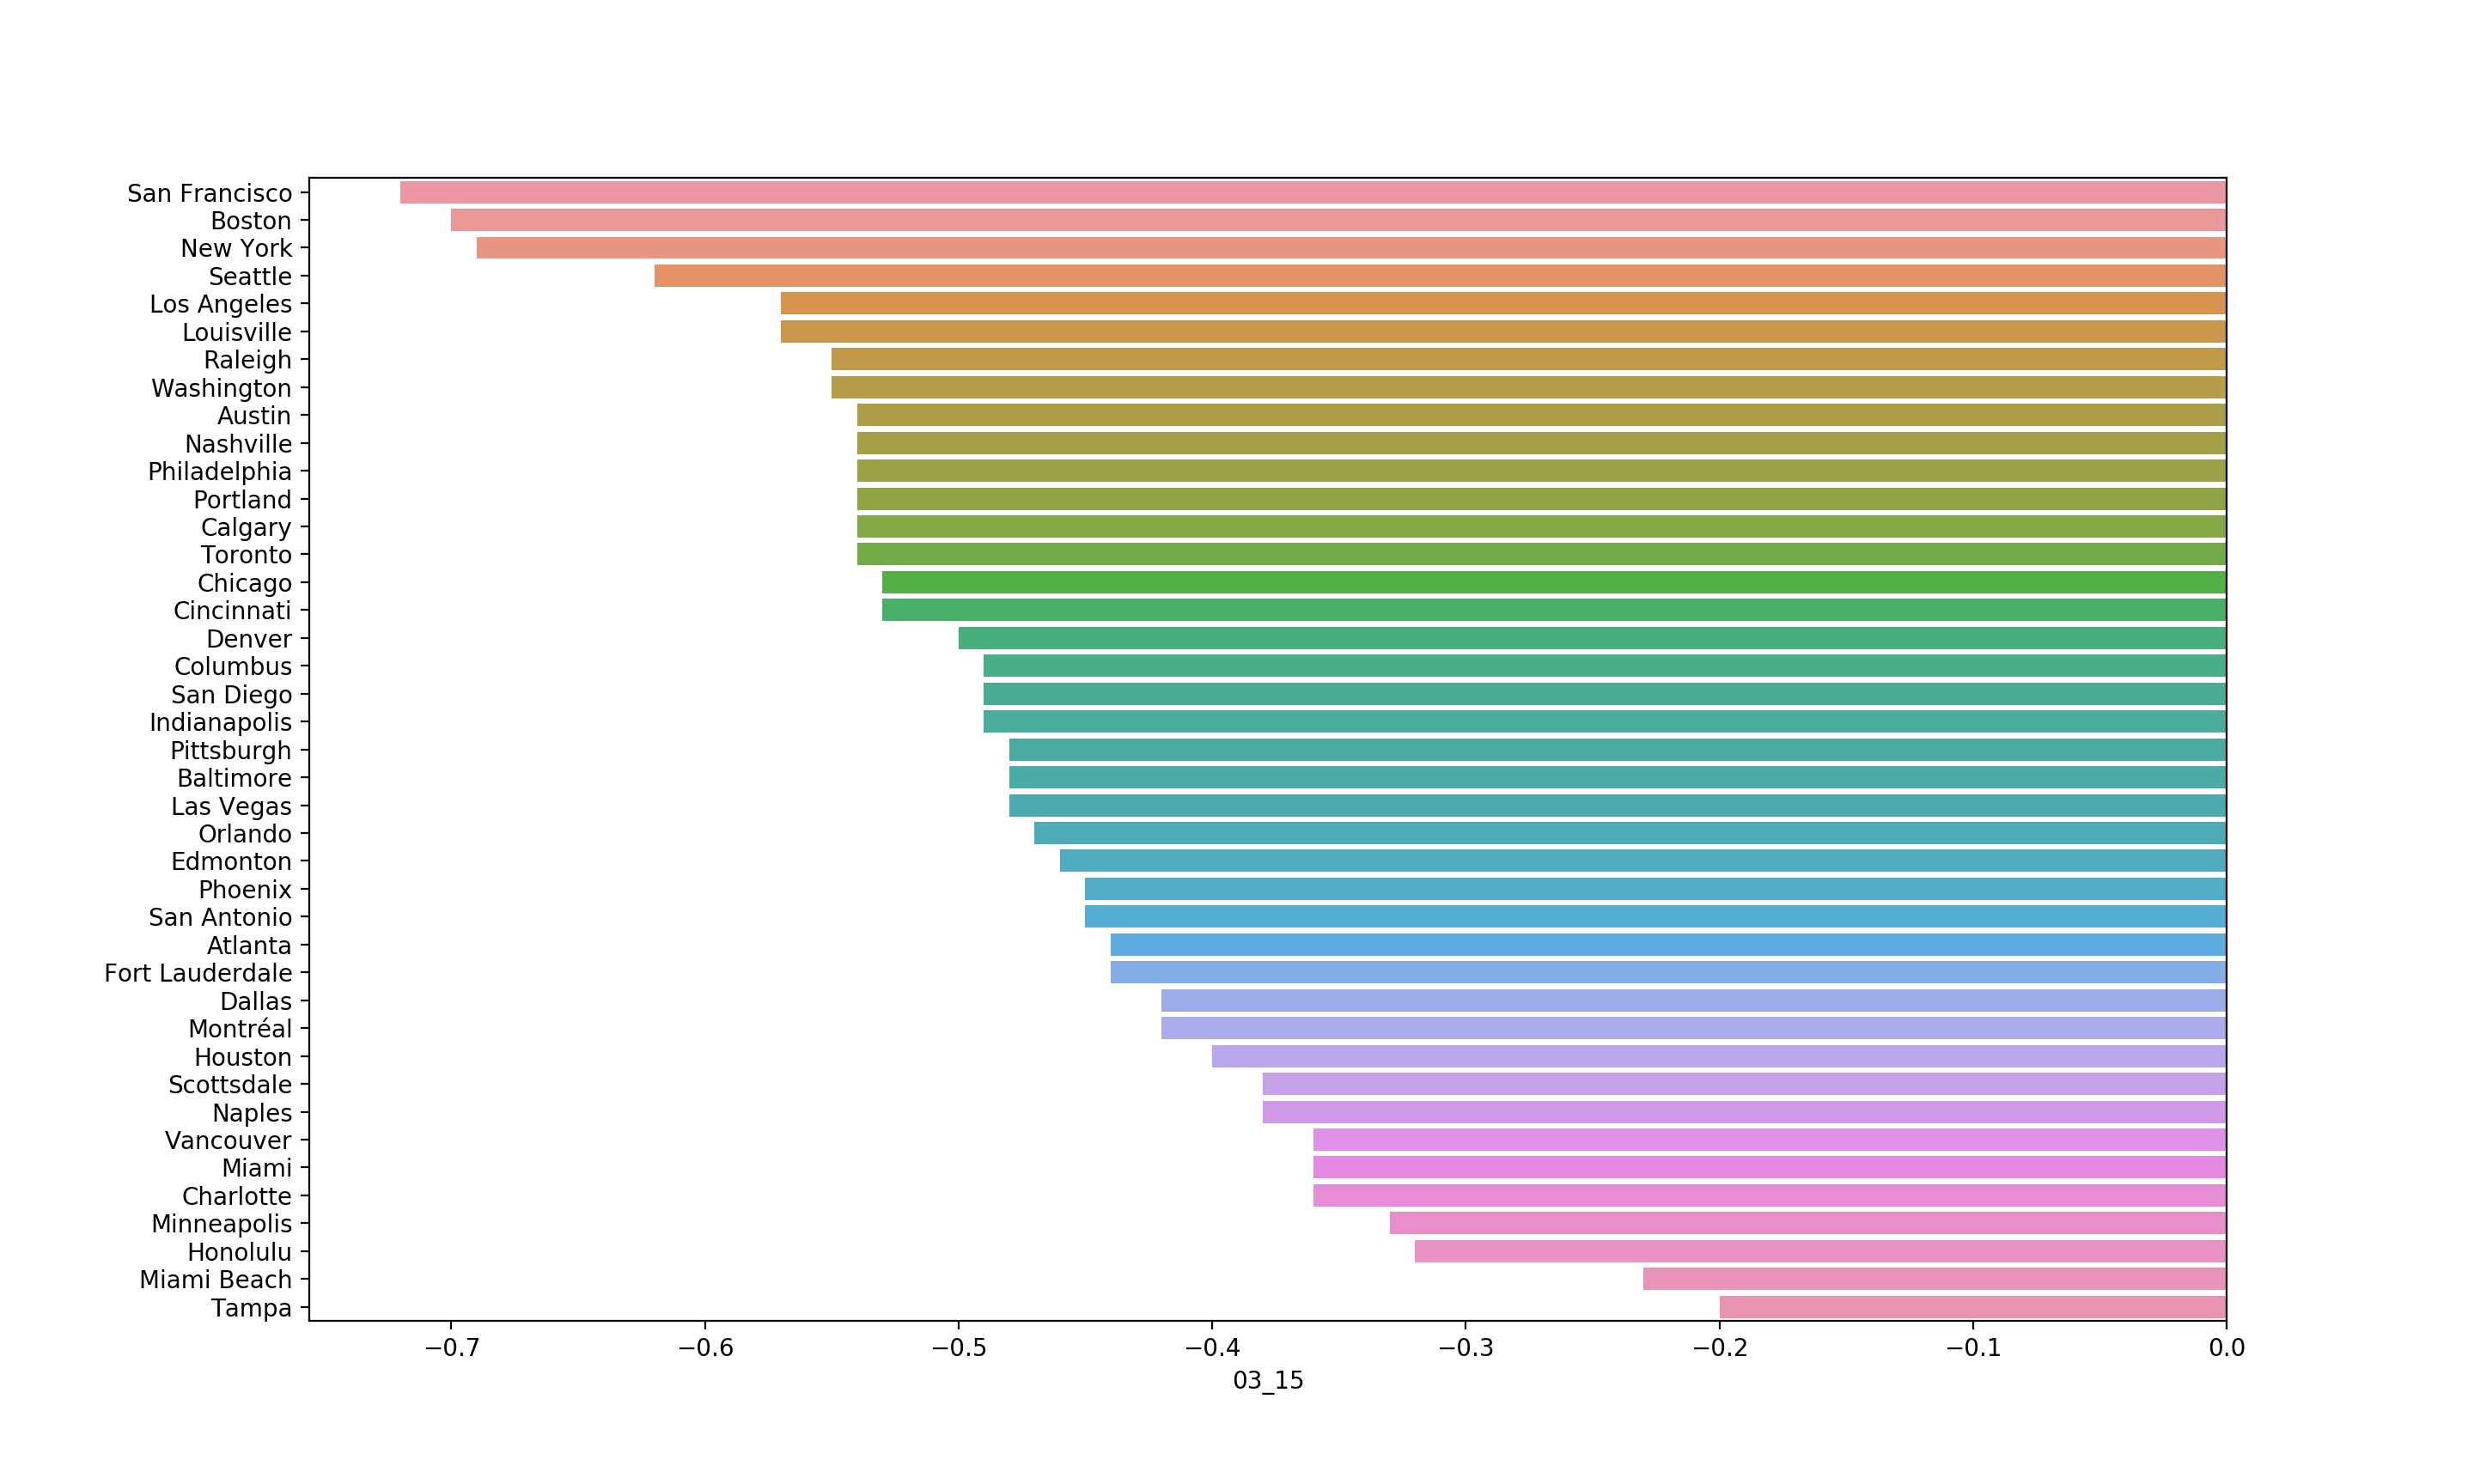 San Francisco
Boston
New York
Seattle
Los Angeles
Louisville
Raleigh
Washington
Austin
Nashville
Philadelphia
Portland
Calgary
Toronto
Chicago
Cincinnati
Denver
Columbus
San Diego
Indianapolis
Pittsburgh
Baltimore
Las Vegas
Orlando
Edmonton
Phoenix
San Antonio
Atlanta
Fort Lauderdale
Dallas
Montréal
Houston
Scottsdale
Naples
Vancouver
Miami
Charlotte
Minneapolis
Honolulu
Miami Beach
Tampa
−0.7 −0.6 −0.5 −0.4 −0.3 −0.2 −0.1 0.0
03_15